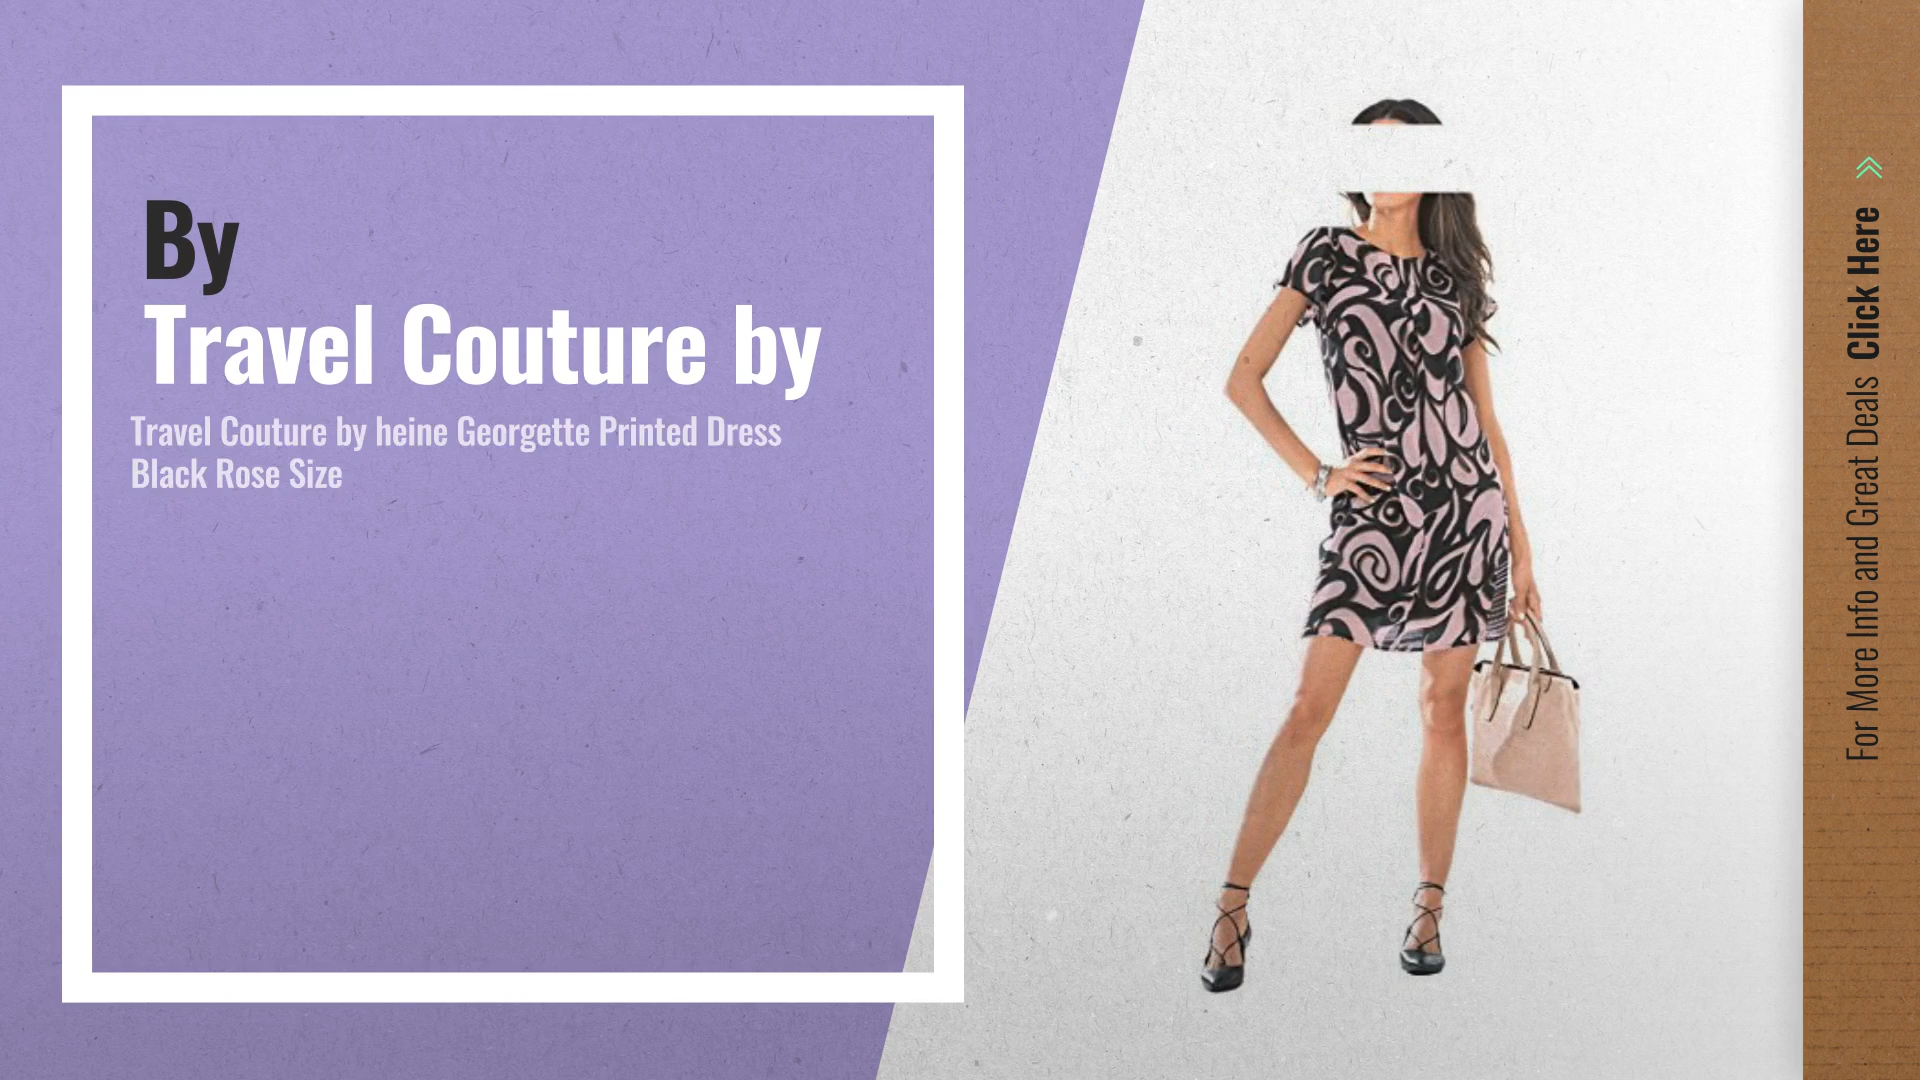 By
Travel Couture by
Travel Couture by heine Georgette Printed Dress
Black Rose Size
For More Info and Great Deals Click Here